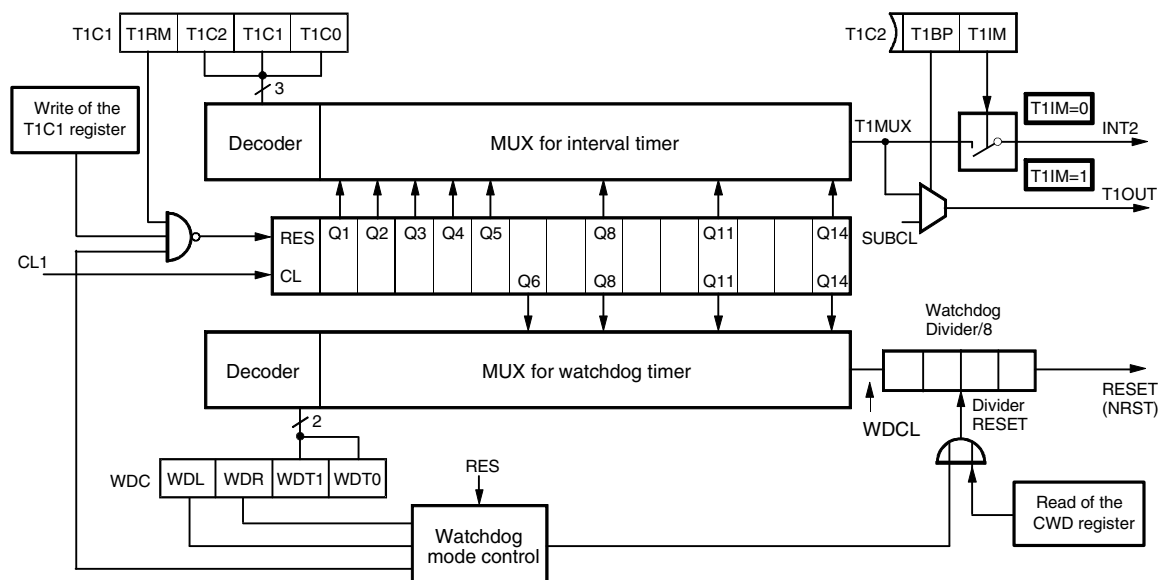 T1C1 T1RM T1C2 T1C1 T1C0
T1C2 T1BP T1IM
3
Write of the
T1C1 register
Decoder
MUX for interval timer
T1MUX
T1IM=0
INT2
T1IM=1
T1OUT
SUBCL
RES
Q1 Q2 Q3 Q4 Q5 Q8 Q11 Q14
CL1
CL
Q6 Q8 Q11 Q14
Watchdog
Divider/8
Decoder
MUX for watchdog timer
RESET
(NRST)
Divider
RESET
WDCL
2
WDC WDL WDR WDT1 WDT0
RES
Watchdog
mode control
Read of the
CWD register